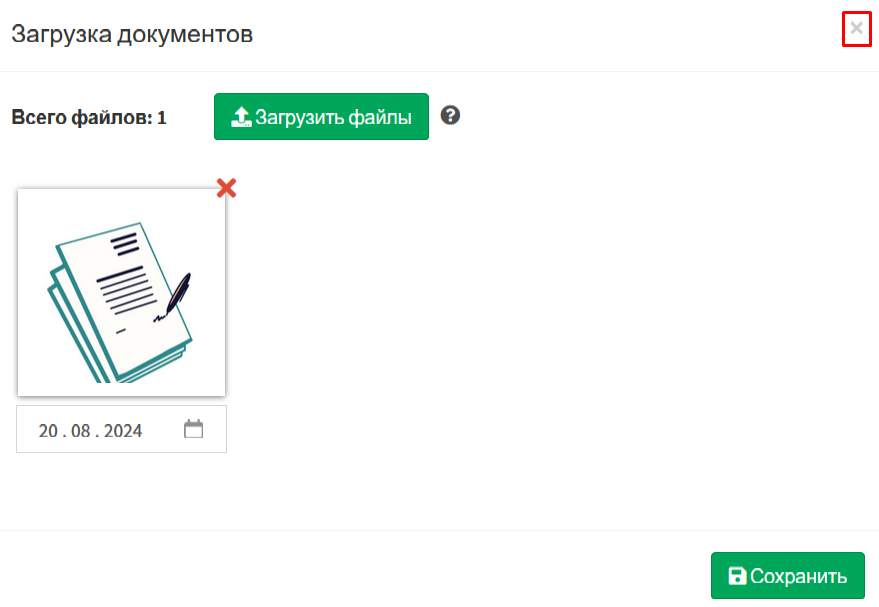 Загрузка документов
Всего файлов: 1
Загрузить файлы
20 . 08 . 2024
Сохранить